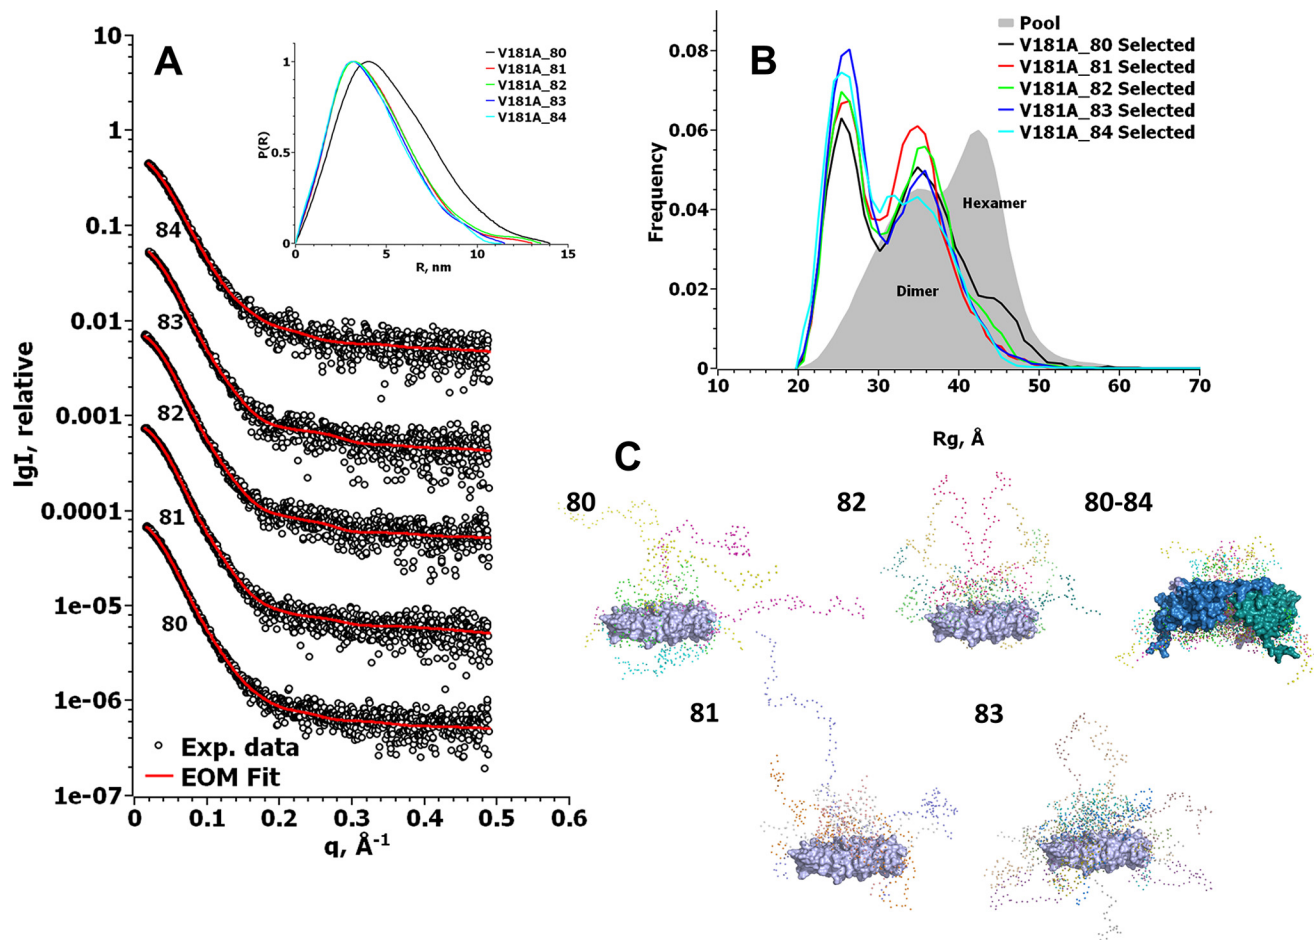 A
10
1
0.1
0.01
0.001
0.0001
1e-05
1e-06
1e-07
lgI, relative
84
83
82
81
80
Exp. data
EOM Fit
0
0.1
0.2
0.3
0.4
0.5
0.6
q, Å-1
V181A_80
V181A_81
V181A_82
V181A_83
V181A_84
1
0.5
0
P(R)
0
5
10
15
R, nm
B
Pool
V181A_80 Selected
V181A_81 Selected
V181A_82 Selected
V181A_83 Selected
V181A_84 Selected
0.08
0.06
0.04
0.02
0
Frequency
Hexamer
Dimer
10
20
30
40
50
60
70
Rg, Å
C
80
82
80-84
81
83